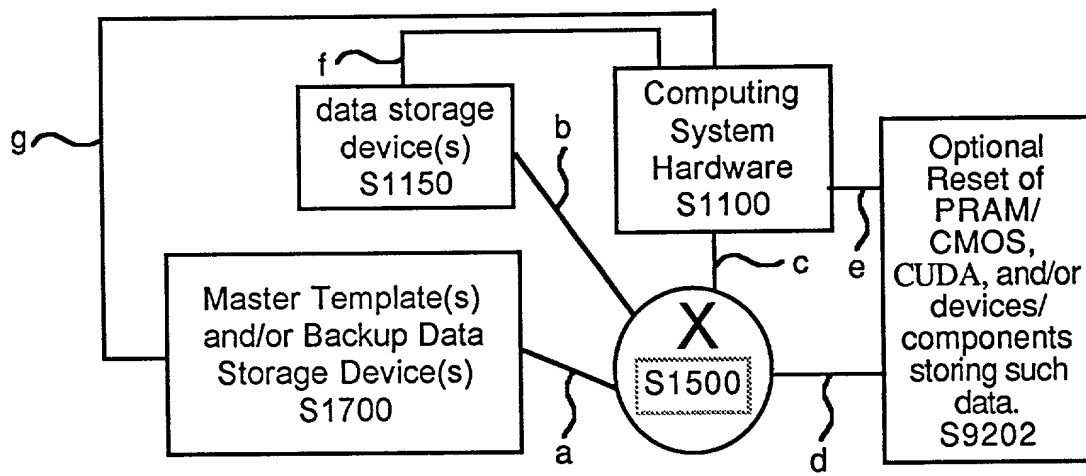 f
g
data storage
device(s)
S1150
b
Computing
System
Hardware
S1100
Optional
Reset of
PRAM/
CMOS,
CUDA, and/or
devices/
components
storing such
data.
S9202
e
c
Master Template(s)
and/or Backup Data
Storage Device(s)
S1700
a
X
S1500
d